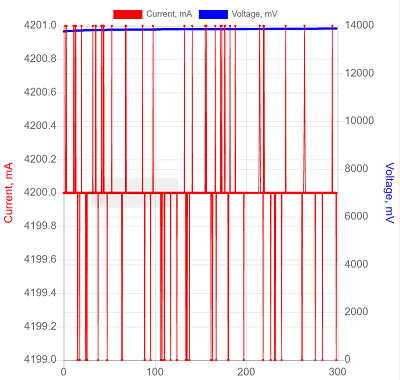 Current, mA Voltage, mV
4201.0 14000
4200.8 12000
4200.6 10000
4200.4 8000
4200.2 6000
4200.0 4000
4199.8 2000
4199.6 0
4199.4
4199.2
4199.0
0 100 200 300
Current, mA
Voltage, mV